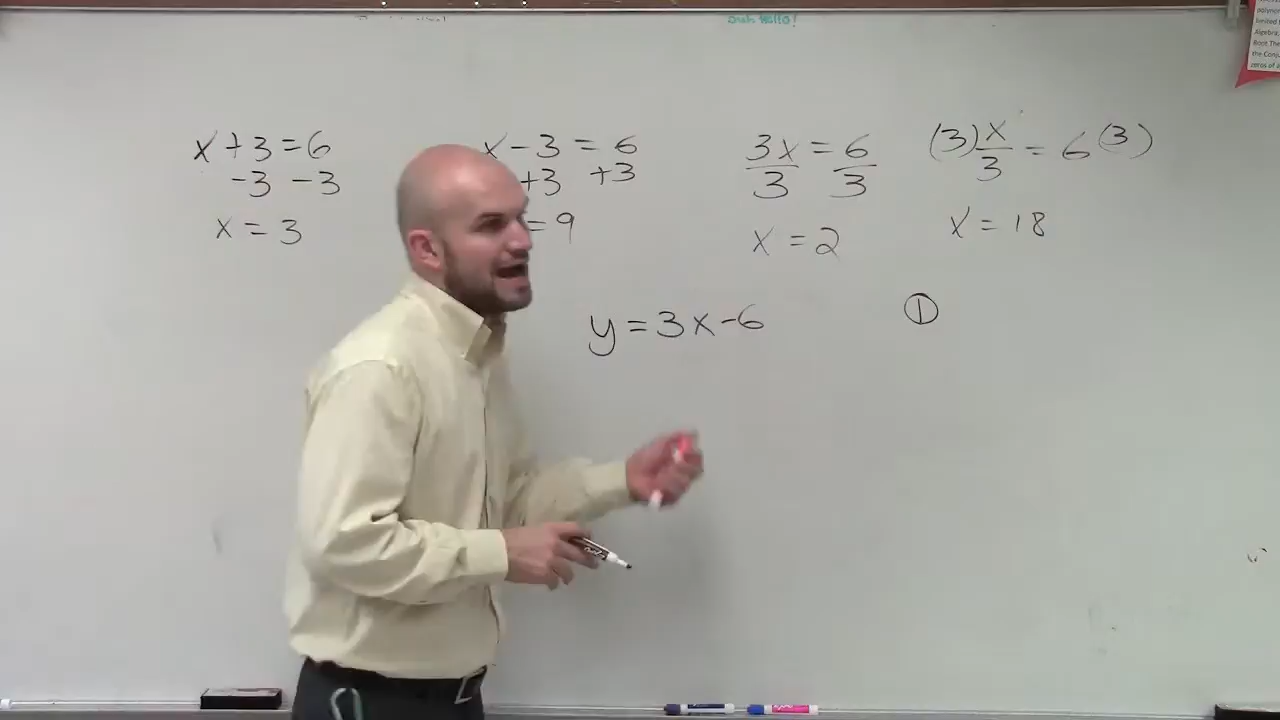 x + 3 = 6
-3 -3
x = 3
x - 3 = 6
+3 +3
= 9
3x = 6
3 3
x = 2
(3) x = 6 (3)
3
x = 18
y = 3x - 6
①